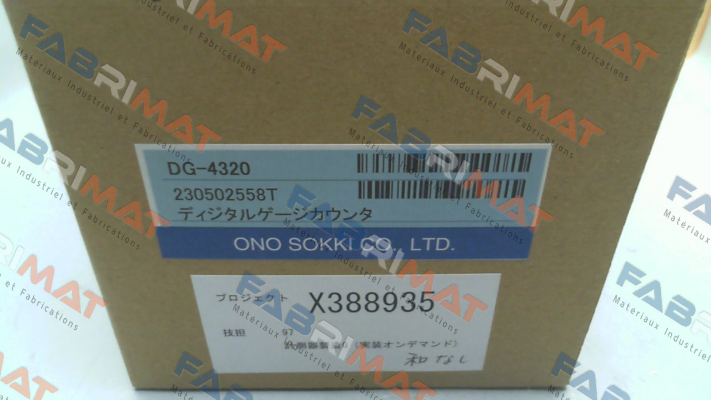 DG-4320
230502558T
ディジタルゲージカウンタ
ONO SOKKI CO., LTD.
プロジェクト X388935
技担 97
(実装オンデマンド)
和なし
FABRIMAT
Matériaux Industriel et Fabrications